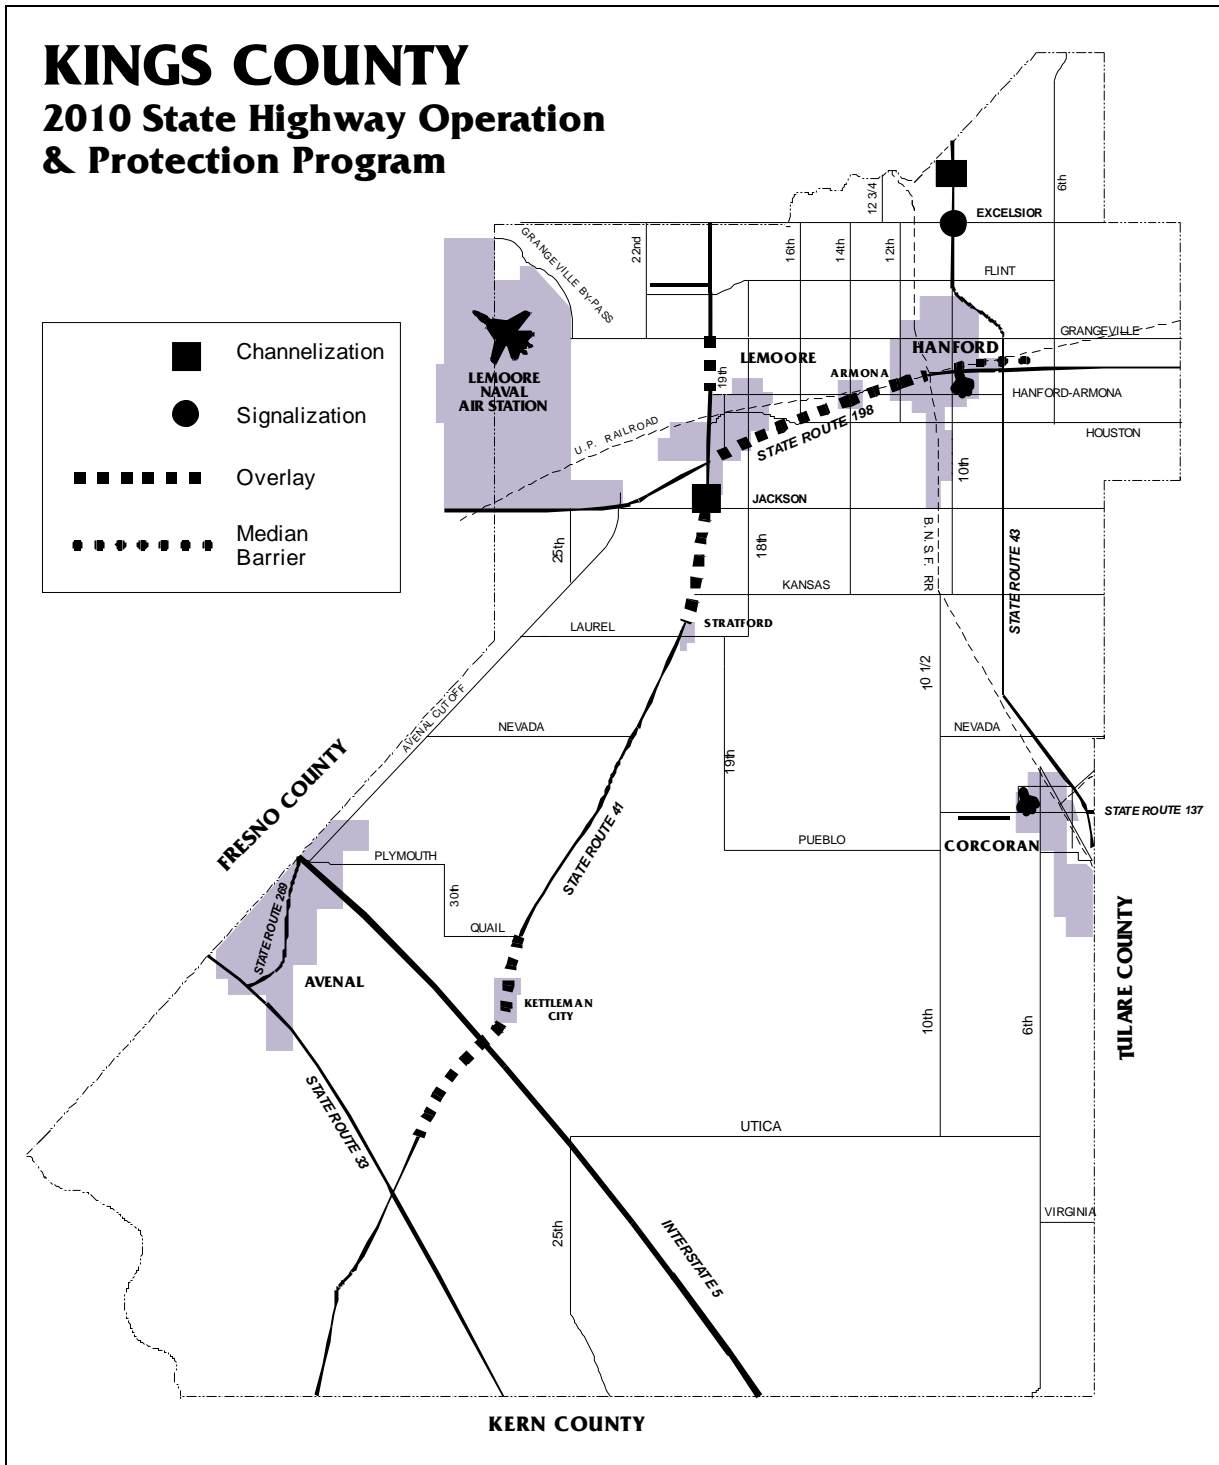 KINGS COUNTY
2010 State Highway Operation
& Protection Program
Channelization
Signalization
Overlay
Median
Barrier
12 3/4
6th
EXCELSIOR
GRANGEVILLE BY-PASS
22nd
16th
14th
12th
FLINT
GRANGEVILLE
LEMOORE
NAVAL
AIR STATION
19th
LEMOORE
ARMONA
HANFORD
HANFORD-ARMONA
U.P. RAILROAD
STATE ROUTE 198
HOUSTON
10th
JACKSON
25th
18th
B.N.S.F. RR
STATE ROUTE 43
KANSAS
LAUREL
STRATFORD
10 1/2
AVENAL CUTOFF
NEVADA
19th
NEVADA
FRESNO COUNTY
STATE ROUTE 41
STATE ROUTE 137
PUEBLO
CORCORAN
PLYMOUTH
30th
STATE ROUTE 269
QUAIL
AVENAL
KETTLEMAN
CITY
10th
6th
TULARE COUNTY
STATE ROUTE 33
UTICA
25th
INTERSTATE 5
VIRGINIA
KERN COUNTY